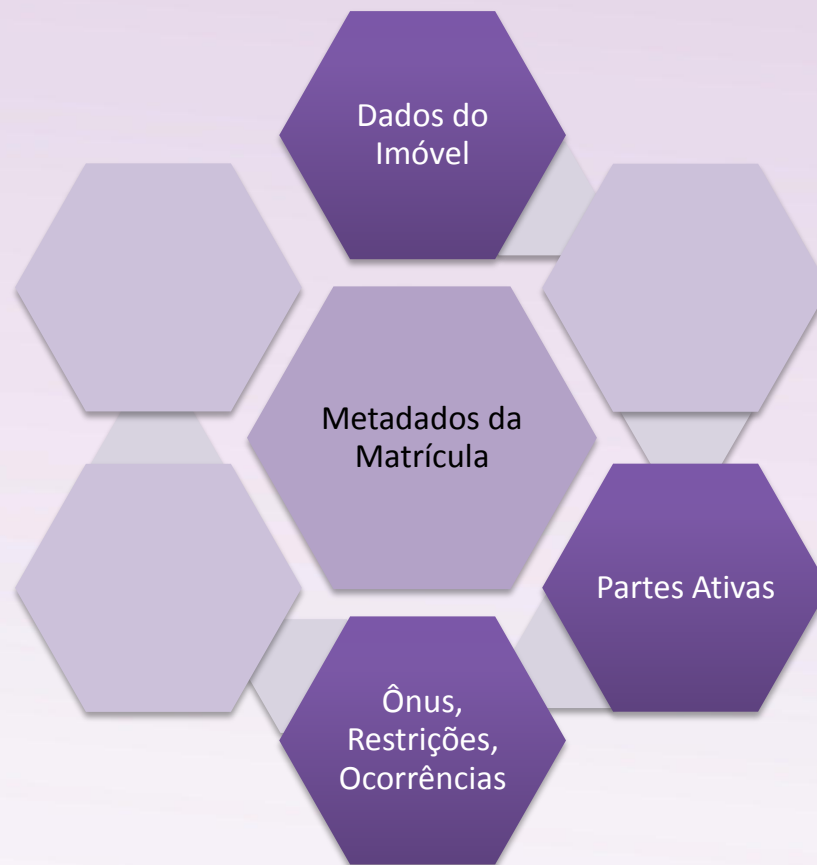 Dados do
Imóvel
Metadados da
Matrícula
Partes Ativas
Ônus,
Restrições,
Ocorrências